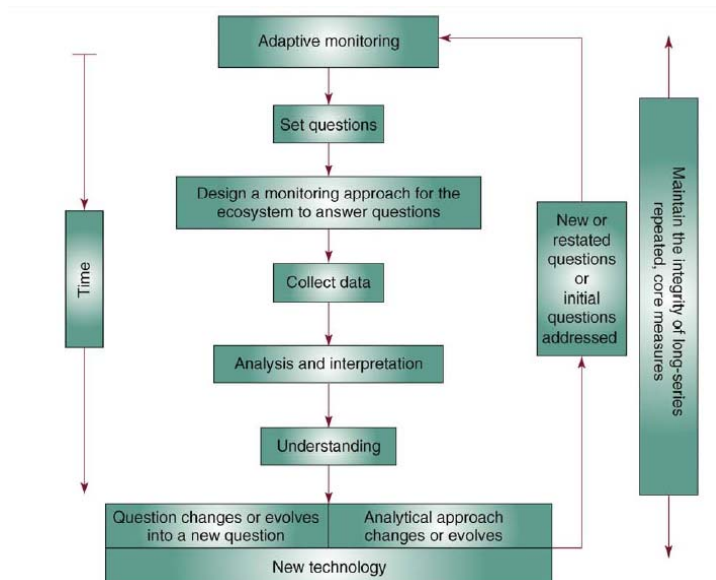 Adaptive monitoring
Set questions
Design a monitoring approach for the
ecosystem to answer questions
Collect data
Analysis and interpretation
Understanding
Question changes or evolves
into a new question
Analytical approach
changes or evolves
New technology
Time
New or
restated
questions
or
initial
questions
addressed
Maintain the integrity of long-series
repeated, core measures